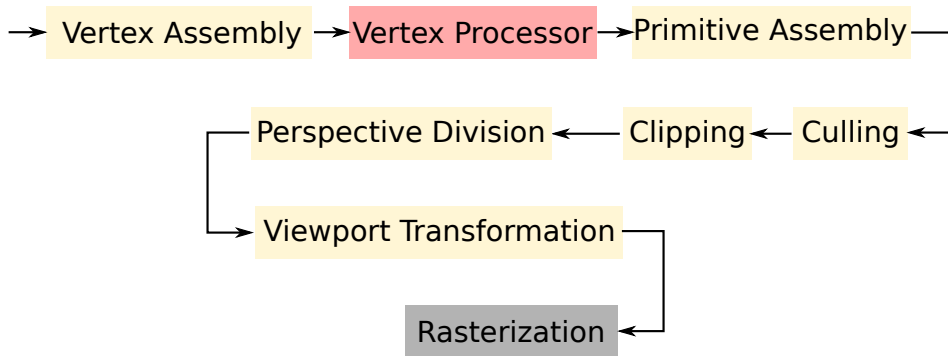 Vertex Assembly
Vertex Processor
Primitive Assembly
Culling
Clipping
Perspective Division
Viewport Transformation
Rasterization